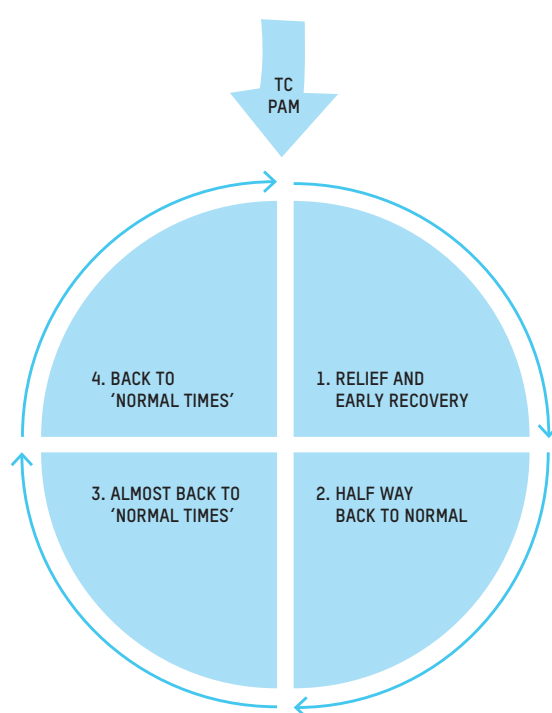 TC
PAM
4. BACK TO
‘NORMAL TIMES’
1. RELIEF AND
EARLY RECOVERY
3. ALMOST BACK TO
‘NORMAL TIMES’
2. HALF WAY
BACK TO NORMAL